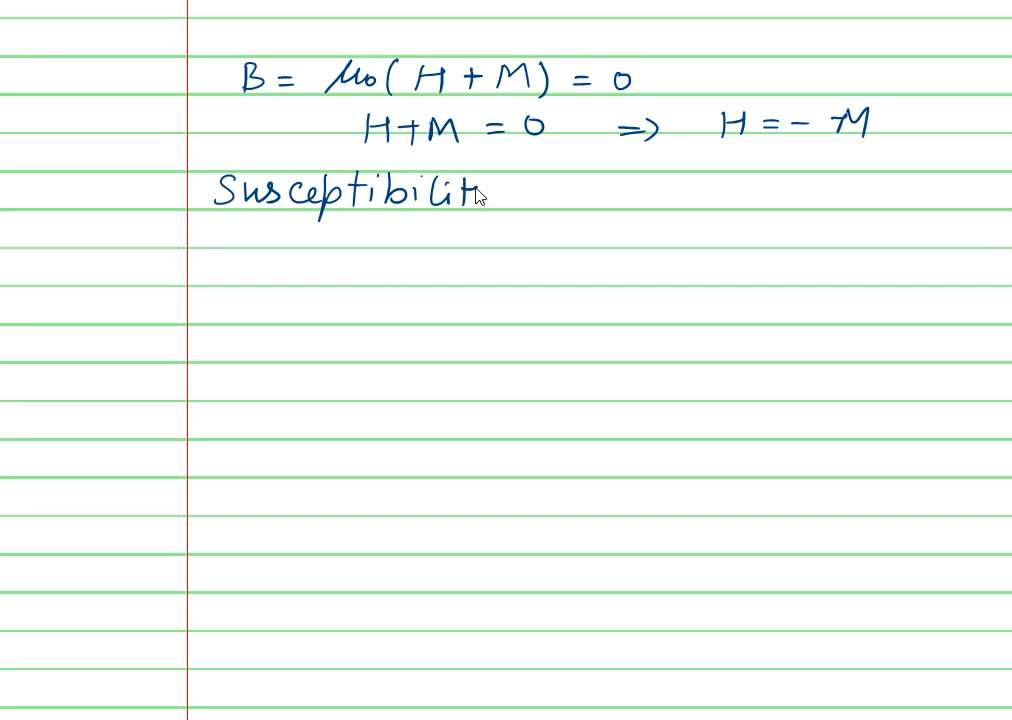 B = μ₀( H + M) = 0
H+M = 0 => H = - M
Susceptibilit